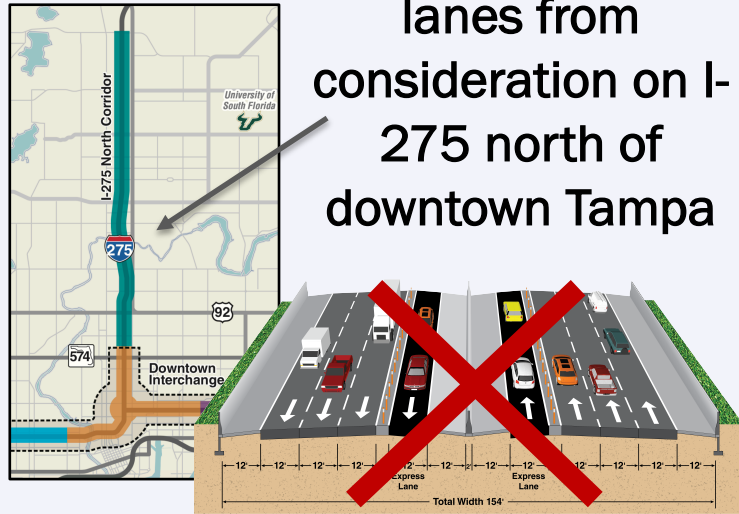 lanes from
consideration on I-
275 north of
downtown Tampa
I-275 North Corridor
University of
South Florida
275
92
574
Downtown
Interchange
12' 12' 12' 12' 12' 12' 2' 12' 12' 12' 12' 12' 12'
Express
Lane
Express
Lane
Total Width 154'